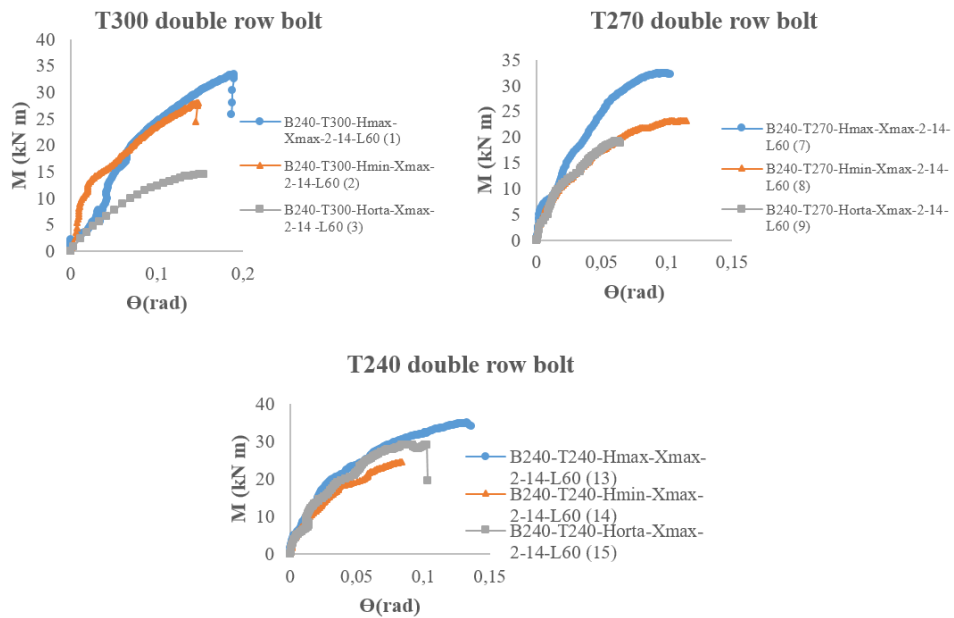 T300 double row bolt
M (kN m)
40
35
30
25
20
15
10
5
0
0
0,1
0,2
Ɵ(rad)
B240-T300-Hmax-
Xmax-2-14-L60 (1)
B240-T300-Hmin-Xmax-
2-14-L60 (2)
B240-T300-Horta-Xmax-
2-14 -L60 (3)
T270 double row bolt
M (kN m)
35
30
25
20
15
10
5
0
0
0,05
0,1
0,15
Ɵ(rad)
B240-T270-Hmax-Xmax-2-14-
L60 (7)
B240-T270-Hmin-Xmax-2-14-
L60 (8)
B240-T270-Horta-Xmax-2-14-
L60 (9)
T240 double row bolt
M (kN m)
40
30
20
10
0
0
0,05
0,1
0,15
Ɵ(rad)
B240-T240-Hmax-Xmax-
2-14-L60 (13)
B240-T240-Hmin-Xmax-
2-14-L60 (14)
B240-T240-Horta-Xmax-
2-14-L60 (15)